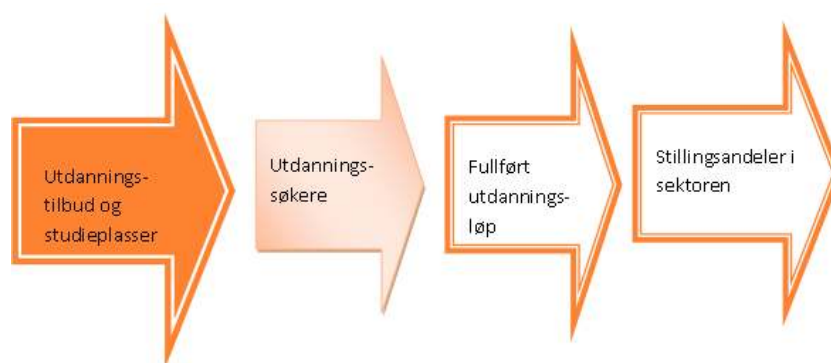 Utdannings-
tilbud og
studieplasser
Utdannings-
søkere
Fullført
utdannings-
løp
Stillingsandeler i
sektoren